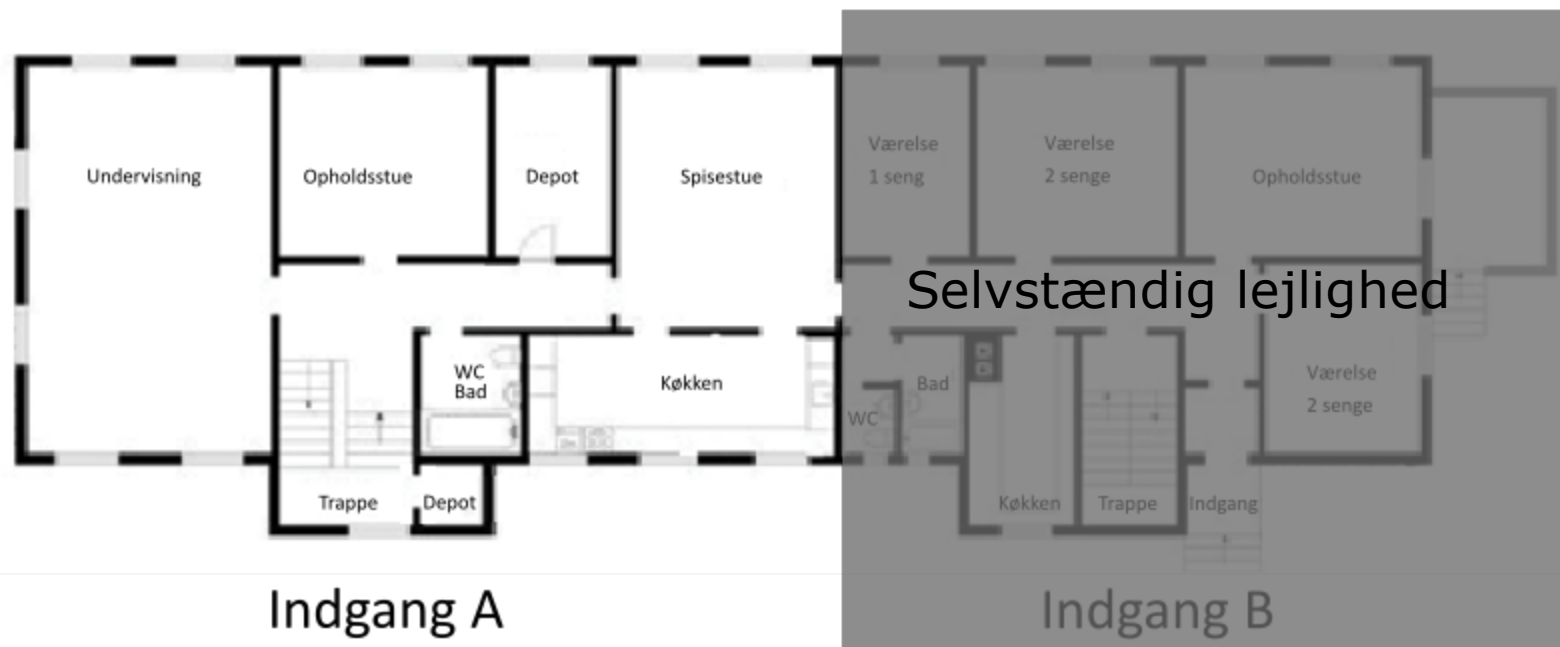 Undervisning
Opholdsstue
Depot
Spisestue
Værelse
1 seng
Værelse
2 senge
Opholdsstue
Selvstændig lejlighed
WC
Bad
Køkken
WC
Bad
Værelse
2 senge
Trappe
Depot
Køkken
Trappe
Indgang
Indgang A
Indgang B